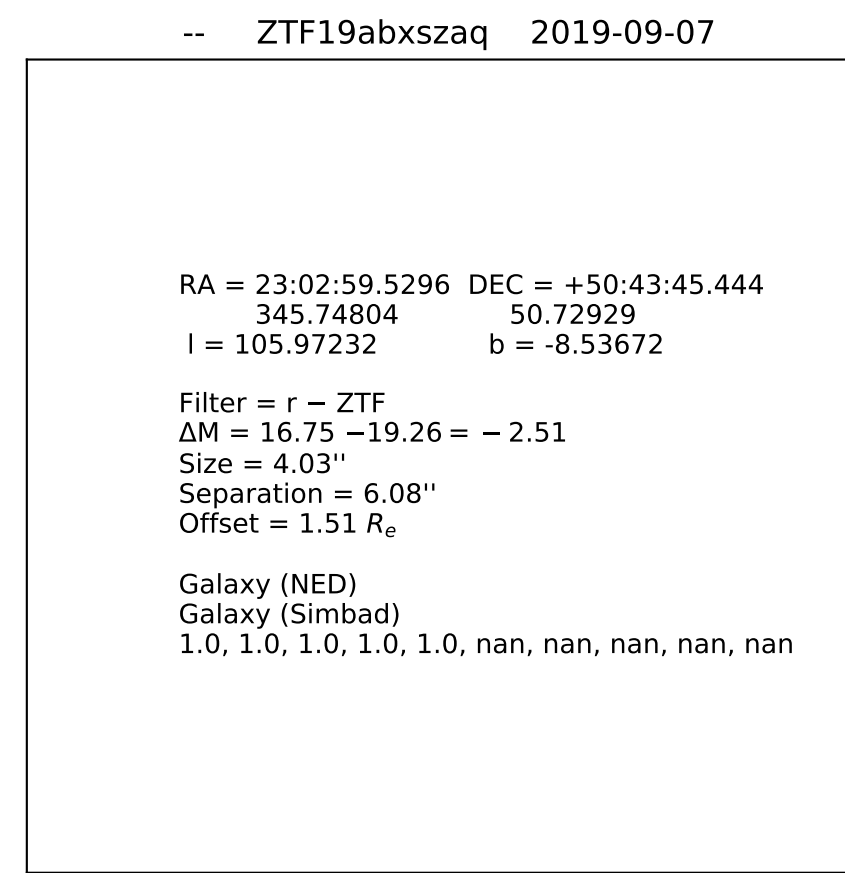 --    ZTF19abxszaq    2019-09-07
RA = 23:02:59.5296  DEC = +50:43:45.444
345.74804    50.72929
l = 105.97232    b = -8.53672
Filter = r − ZTF
ΔM = 16.75 −19.26 = − 2.51
Size = 4.03''
Separation = 6.08''
Offset = 1.51 Re
Galaxy (NED)
Galaxy (Simbad)
1.0, 1.0, 1.0, 1.0, 1.0, nan, nan, nan, nan, nan